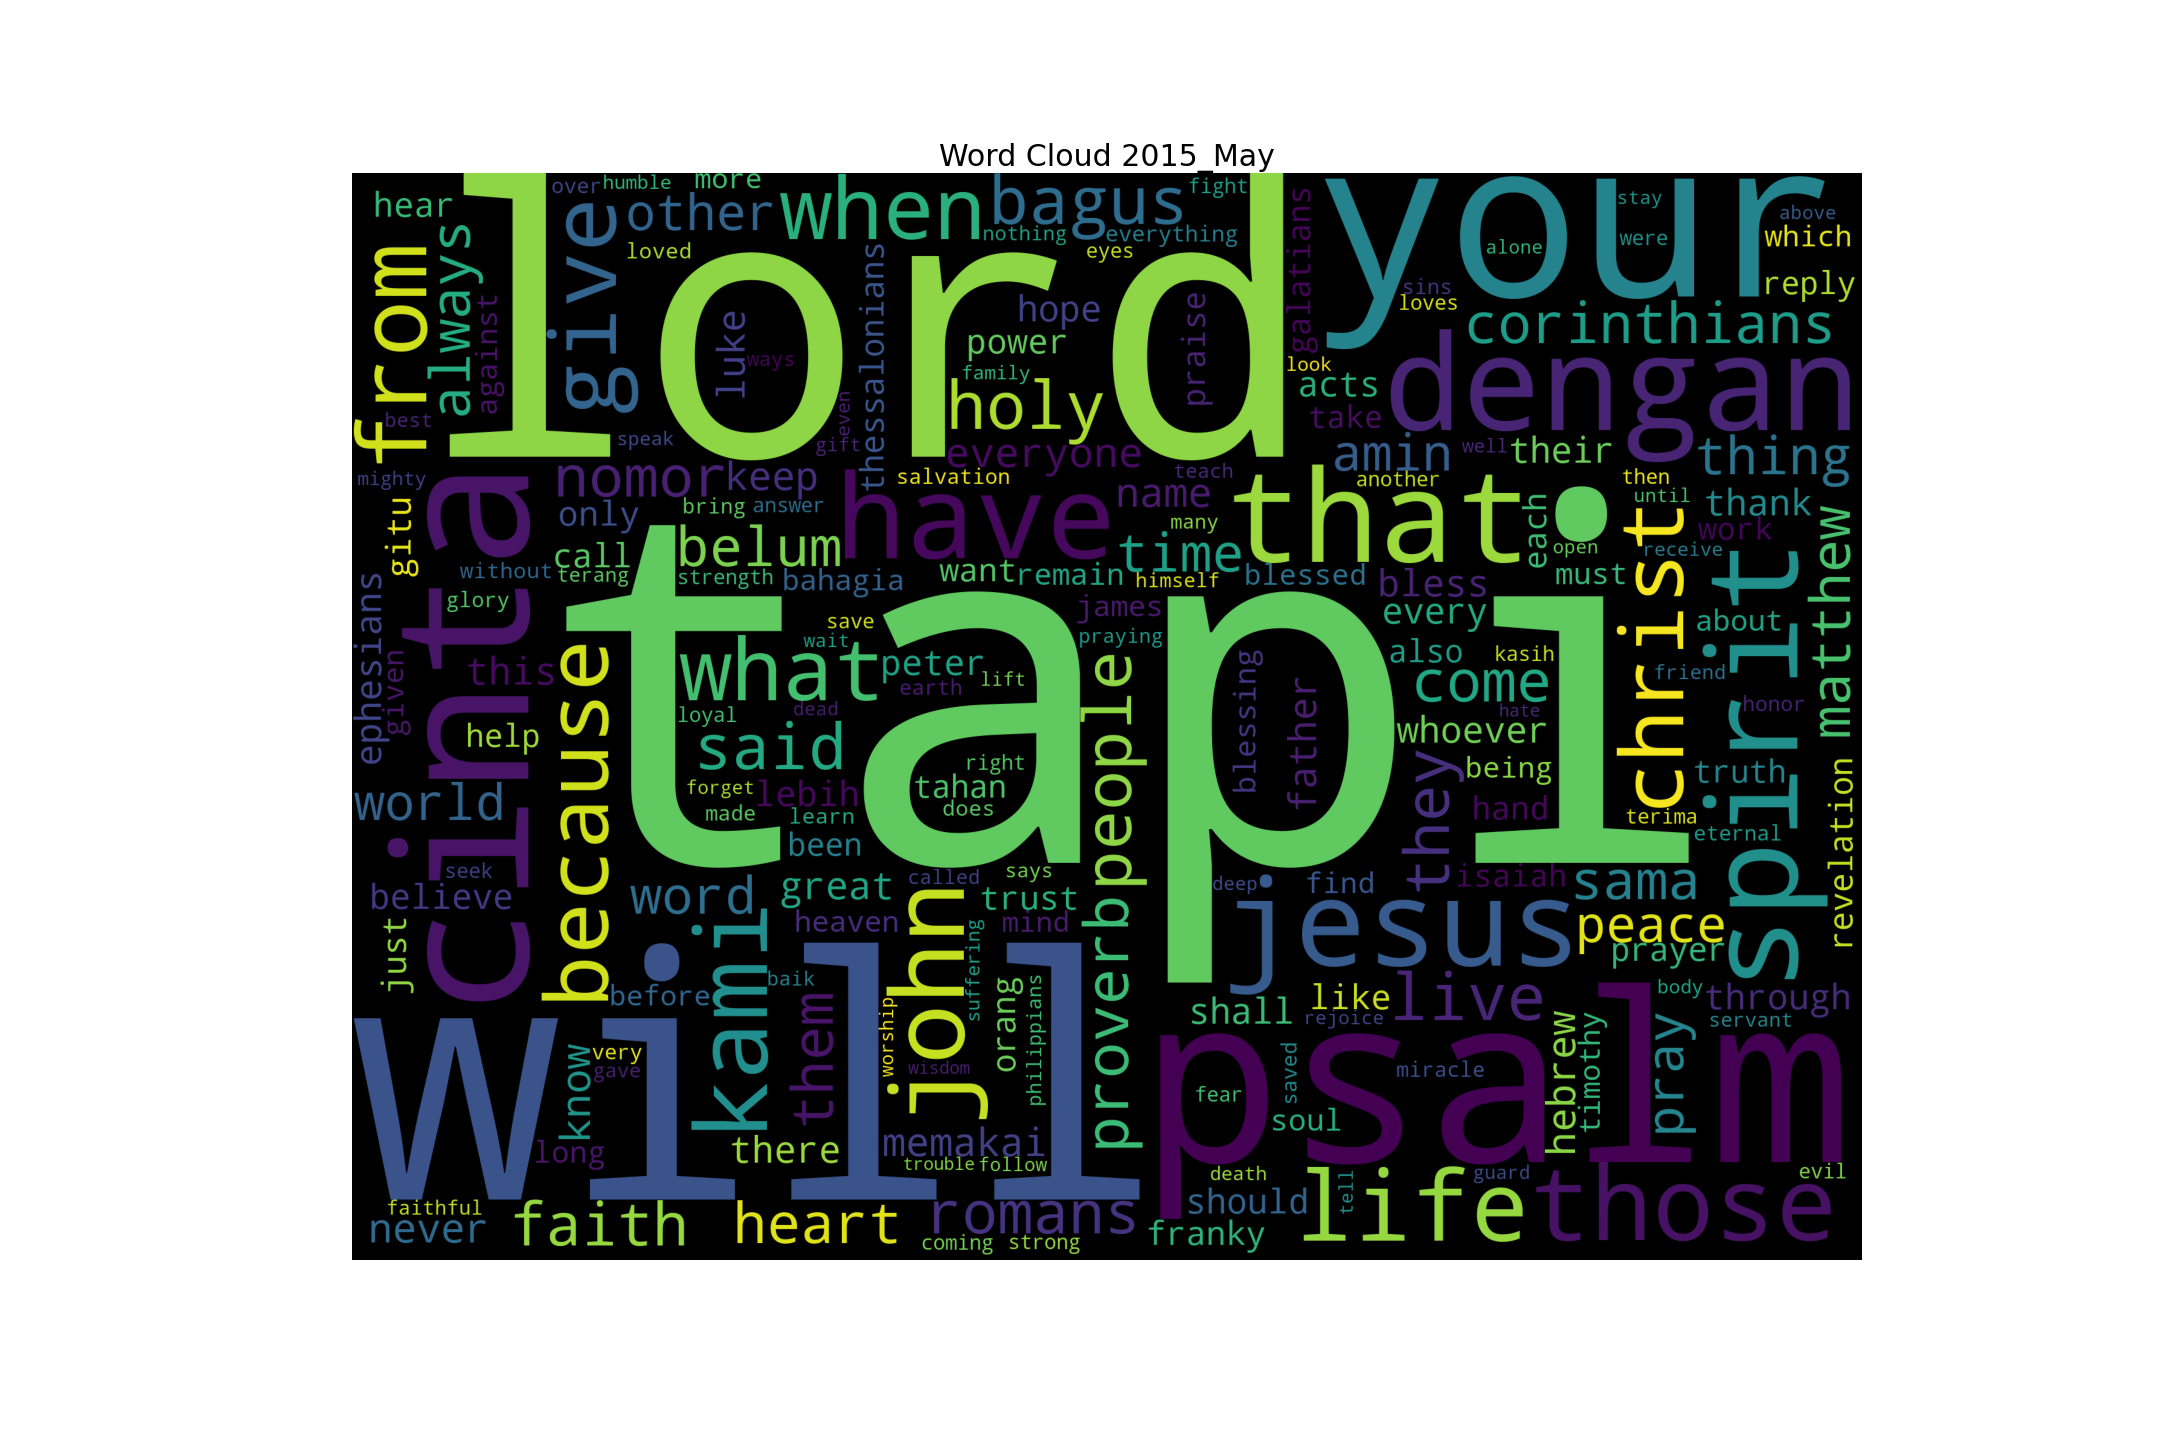 Word Cloud 2015_May
lord
your
tapi
will
psalm
cinta
that
have
dengan
spirit
jesus
christ
john
because
from
give
when
bagus
other
more
humble
over
hear
always
loved
against
best
mighty
gitu
nomor
keep
only
call
terang
without
glory
bring
answer
belum
strength
bahagia
speak
luke
ways
even
gift
thessalonians
nothing
everything
fight
eyes
hope
power
family
holy
praise
everyone
salvation
teach
name
many
time
want
remain
himself
blessed
galatians
look
sins
loves
stay
above
were
alone
which
reply
corinthians
acts
take
amin
well
their
thing
another
then
until
thank
each
open
work
receive
must
bless
every
about
matthew
also
kasih
friend
honor
come
hate
whoever
being
truth
hand
terima
eternal
revelation
they
isaiah
sama
peace
prayer
find
deep
father
blessing
james
praying
people
proverb
save
wait
what
peter
earth
lift
dead
loyal
said
right
tahan
does
forget
lebih
made
learn
been
this
help
given
ephesians
world
seek
believe
just
word
great
called
says
trust
mind
heaven
suffering
before
baik
kami
them
worship
wisdom
orang
philippians
know
very
gave
long
there
memakai
trouble
follow
faithful
never
faith
heart
romans
coming
strong
shall
like
rejoice
live
body
through
servant
fear
saved
soul
miracle
hebrew
timothy
pray
death
should
franky
tell
guard
life
those
evil